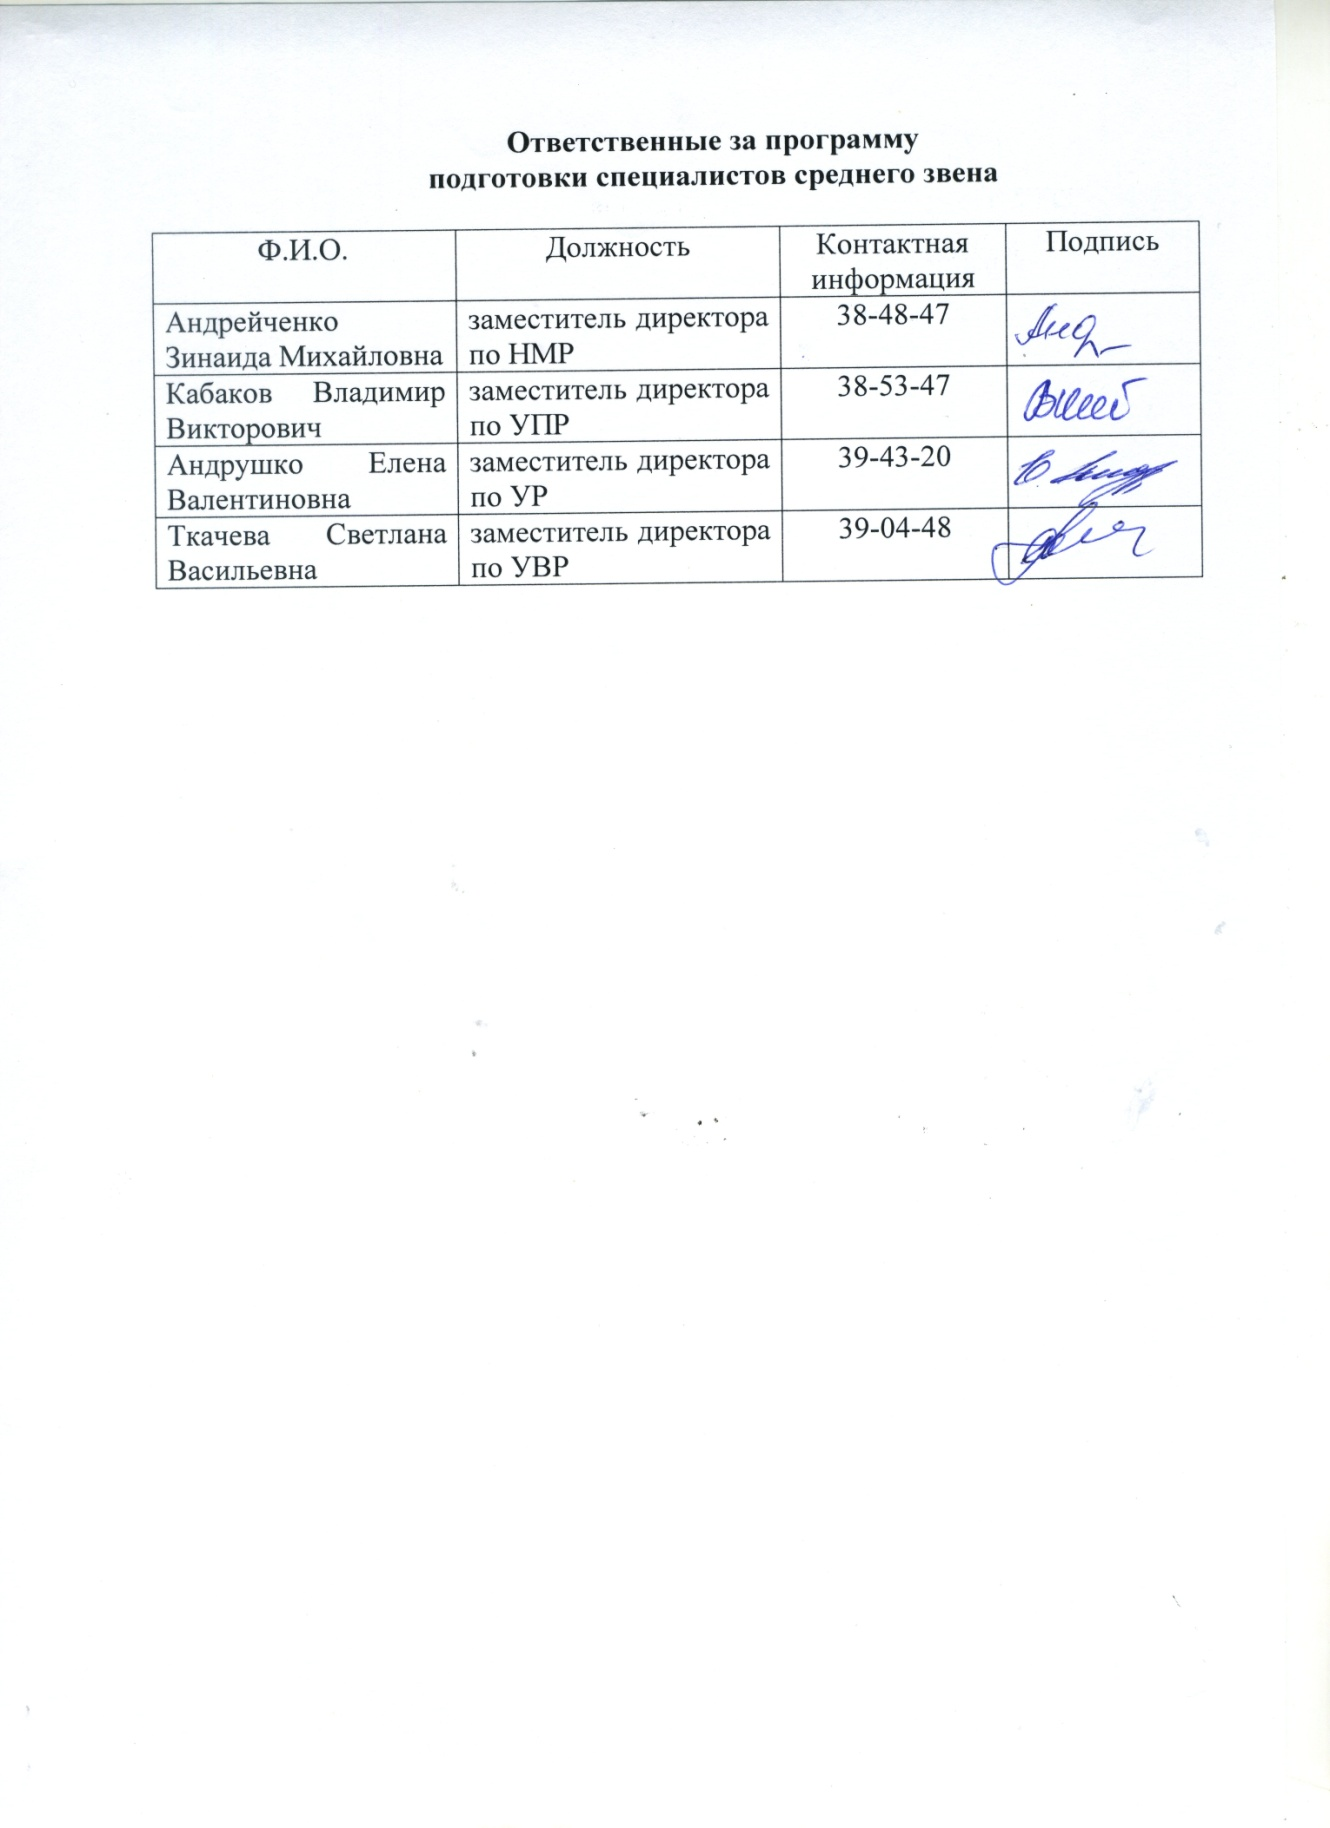 Ответственные за программу
подготовки специалистов среднего звена
Ф.И.О.
Должность
Контактная
информация
Подпись
Андрейченко
Зинаида Михайловна
заместитель директора
по НМР
38-48-47
Кабаков Владимир
Викторович
заместитель директора
по УПР
38-53-47
Андрушко Елена
Валентиновна
заместитель директора
по УР
39-43-20
Ткачева Светлана
Васильевна
заместитель директора
по УВР
39-04-48